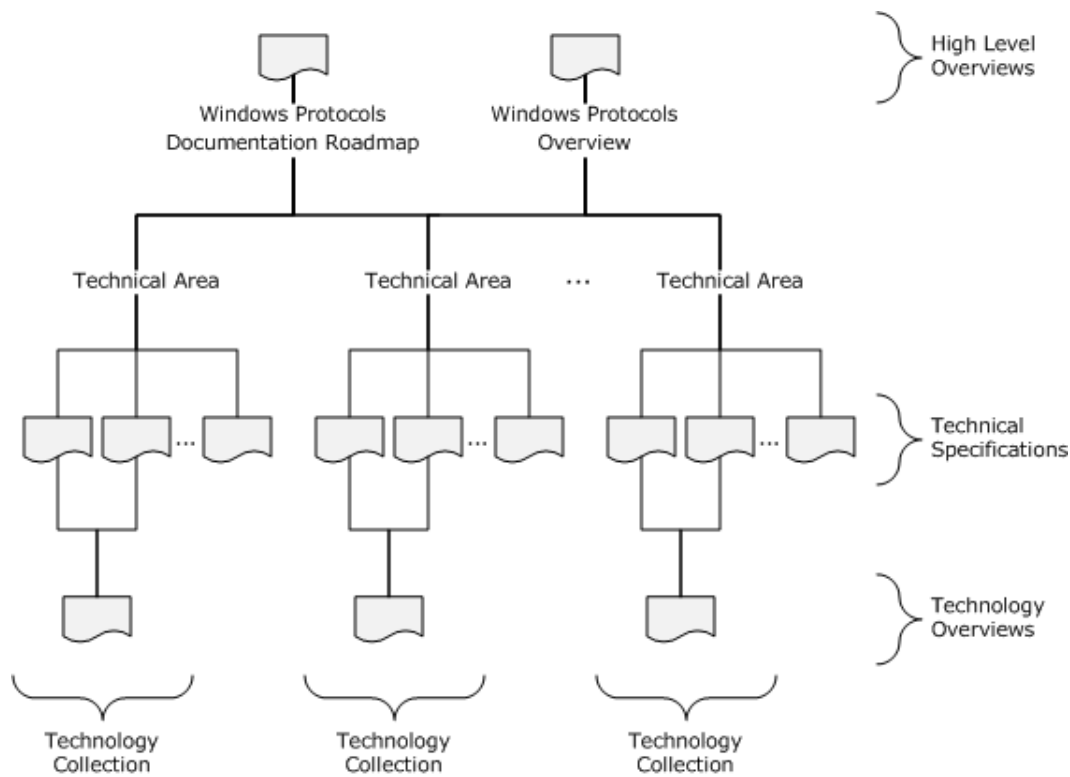 High Level
Overviews
Windows Protocols
Documentation Roadmap
Windows Protocols
Overview
Technical Area
Technical Area
...
Technical Area
...
...
...
Technical
Specifications
Technology
Overviews
Technology
Collection
Technology
Collection
Technology
Collection